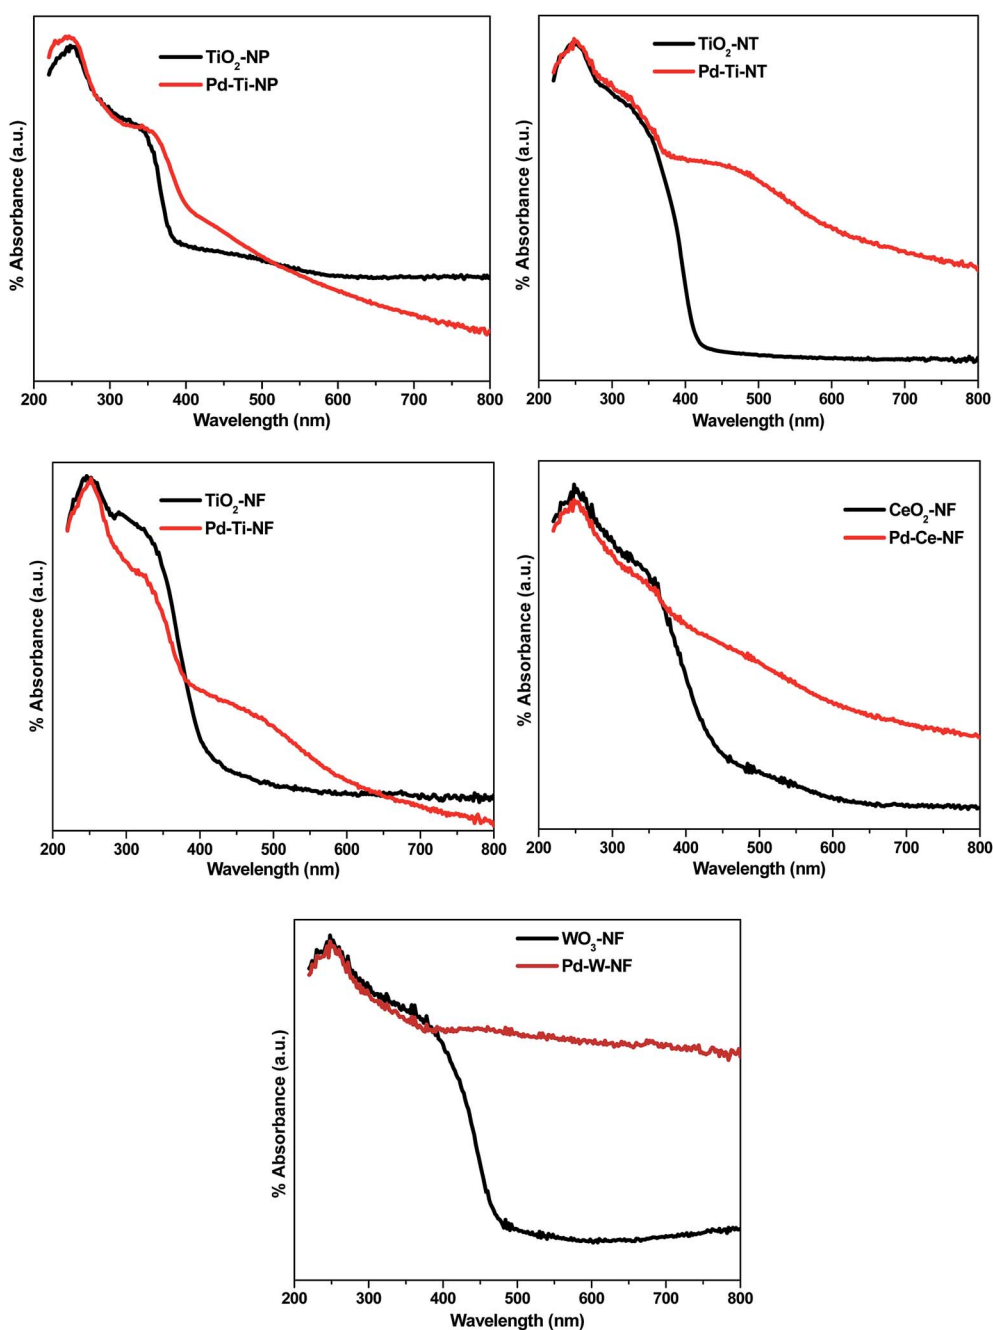 TiO2-NP
Pd-Ti-NP
% Absorbance (a.u.)
200 300 400 500 600 700 800
Wavelength (nm)
TiO2-NT
Pd-Ti-NT
% Absorbance (a.u.)
200 300 400 500 600 700 800
Wavelength (nm)
TiO2-NF
Pd-Ti-NF
% Absorbance (a.u.)
200 300 400 500 600 700 800
Wavelength (nm)
CeO2-NF
Pd-Ce-NF
% Absorbance (a.u.)
200 300 400 500 600 700 800
Wavelength (nm)
WO3-NF
Pd-W-NF
% Absorbance (a.u.)
200 300 400 500 600 700 800
Wavelength (nm)